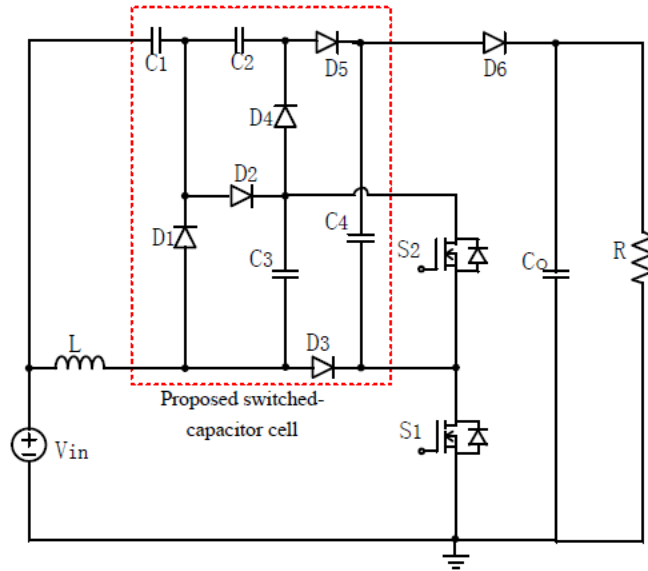 C1
C2
D5
D6
D4
D2
D1
C3
C4
S2
Co
R
L
D3
Proposed switched-
capacitor cell
S1
Vin